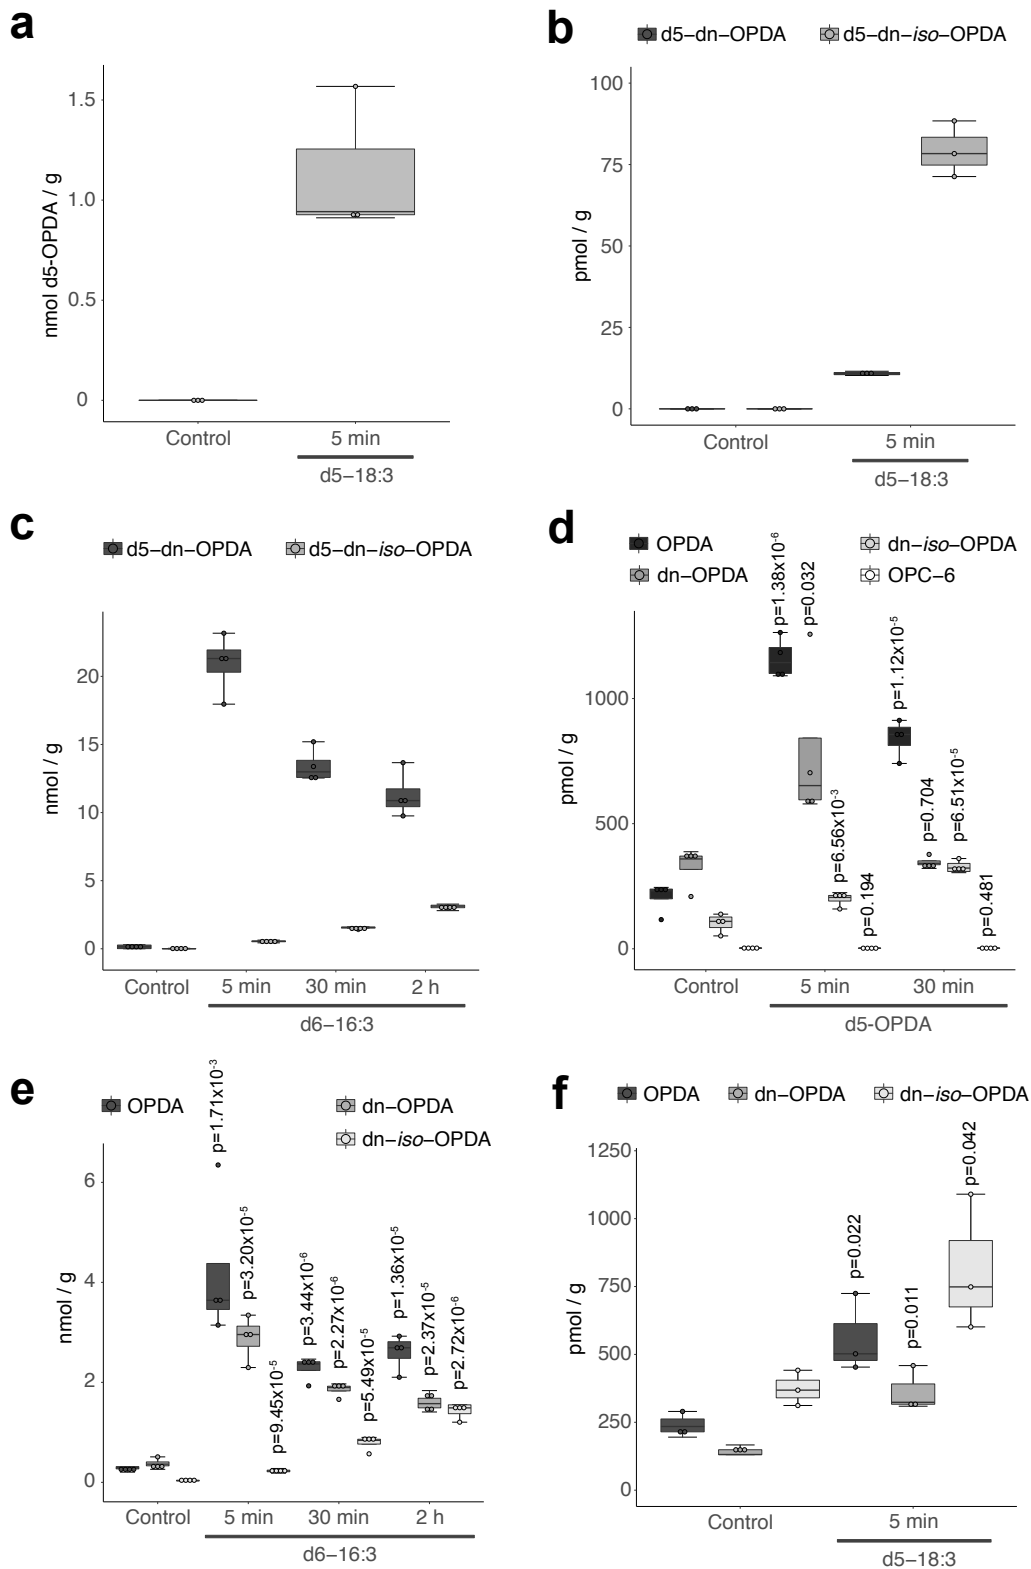 a
nmol d5-OPDA / g
1.5
1.0
0.5
0
Control
5 min
d5−18:3
b
d5−dn−OPDA
d5−dn−iso−OPDA
pmol / g
100
75
50
25
0
Control
5 min
d5−18:3
c
d5−dn−OPDA
d5−dn−iso−OPDA
nmol / g
20
15
10
5
0
Control
5 min
30 min
2 h
d6−16:3
d
OPDA
dn−OPDA
dn−iso−OPDA
OPC−6
pmol / g
1000
500
0
p=1.38x10⁻⁶
p=0.032
p=6.56x10⁻³
p=0.194
p=1.12x10⁻⁵
p=0.704
p=6.51x10⁻⁵
p=0.481
Control
5 min
30 min
d5-OPDA
e
OPDA
dn−OPDA
dn−iso−OPDA
nmol / g
6
4
2
0
p=1.71x10⁻³
p=3.20x10⁻⁵
p=9.45x10⁻⁵
p=3.44x10⁻⁶
p=2.27x10⁻⁶
p=5.49x10⁻⁵
p=1.36x10⁻⁵
p=2.37x10⁻⁵
p=2.72x10⁻⁶
Control
5 min
30 min
2 h
d6−16:3
f
OPDA
dn−OPDA
dn−iso−OPDA
pmol / g
1250
1000
750
500
250
0
p=0.022
p=0.011
p=0.042
Control
5 min
d5−18:3